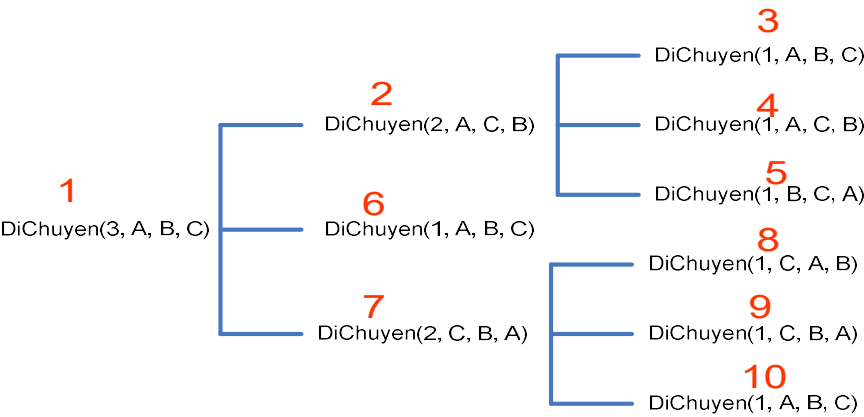 1
DiChuyen(3, A, B, C)
2
DiChuyen(2, A, C, B)
3
DiChuyen(1, A, B, C)
4
DiChuyen(1, A, C, B)
5
DiChuyen(1, B, C, A)
6
DiChuyen(1, A, B, C)
7
DiChuyen(2, C, B, A)
8
DiChuyen(1, C, A, B)
9
DiChuyen(1, C, B, A)
10
DiChuyen(1, A, B, C)